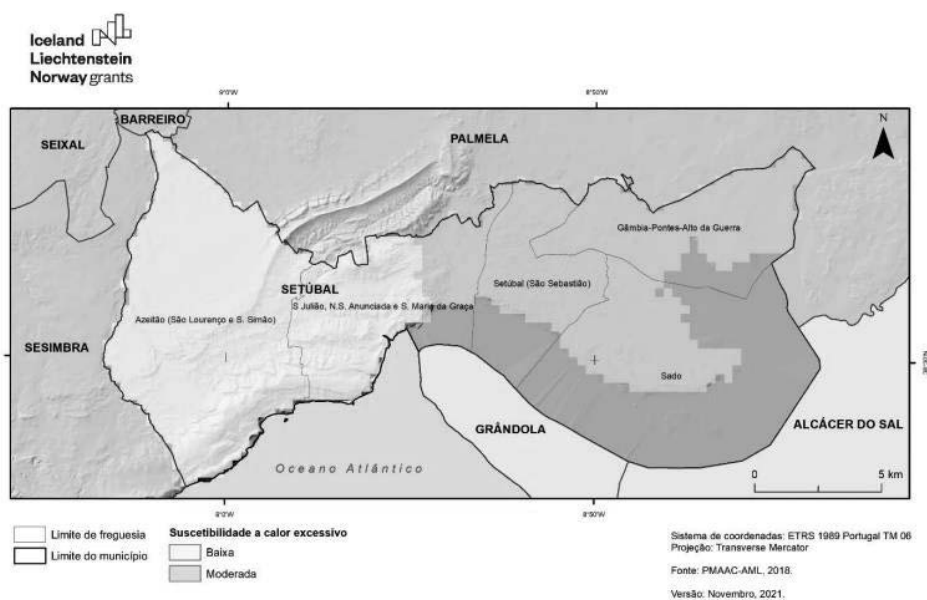 Iceland
Liechtenstein
Norway grants
9°0'W
8°50'W
BARREIRO
SEIXAL
PALMELA
N
Gâmbia-Pontes-Alto da Guerra
SETÚBAL
Setúbal (São Sebastião)
S Julião, N.S. Anunciada e S. Maria da Graça
Azeitão (São Lourenço e S. Simão)
SESIMBRA
Sado
GRÂNDOLA
ALCÁCER DO SAL
Oceano Atlântico
0
5 km
8°50'W
Limite de freguesia
Limite do município
Suscetibilidade a calor excessivo
Baixa
Moderada
Sistema de coordenadas: ETRS 1989 Portugal TM 06
Projeção: Transverse Mercator
Fonte: PMAAC-AML, 2018.
Versão: Novembro, 2021.